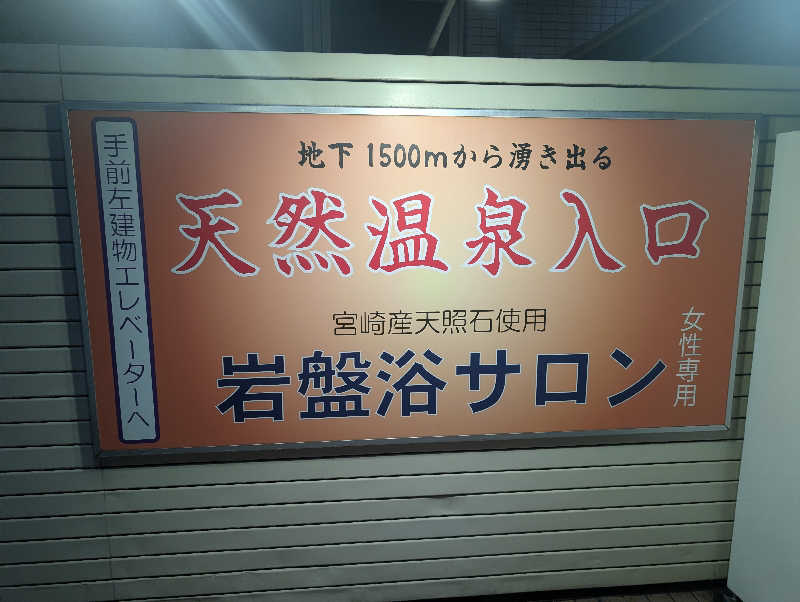 手前左建物エレベーターへ
地下1500mから湧き出る
天然温泉入口
宮崎産天照石使用
岩盤浴サロン
女性専用